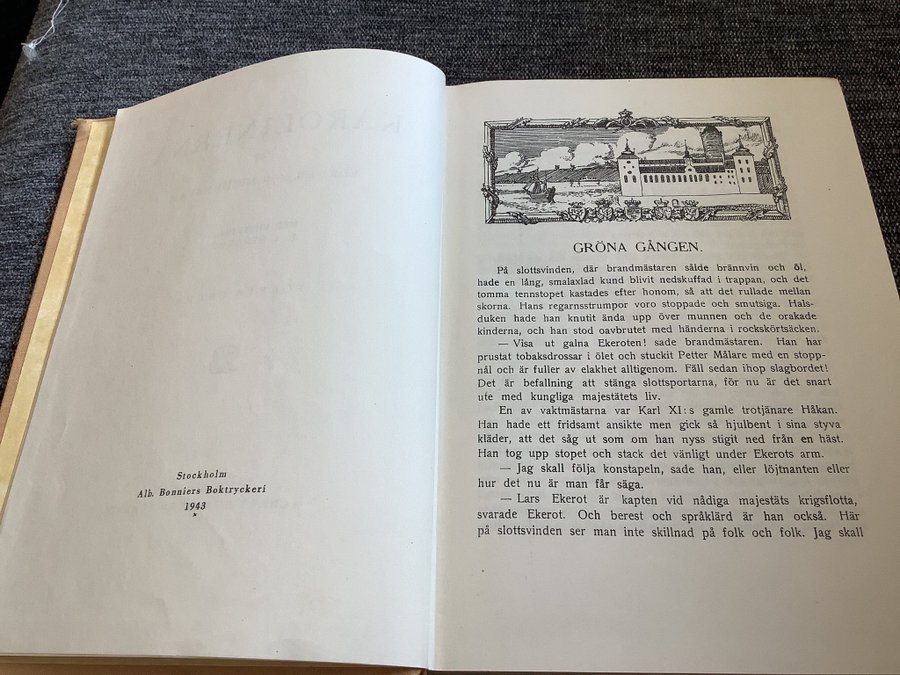 KAROLINERNA
Stockholm
Alb. Bonniers Boktryckeri
1943
GRÖNA GÅNGEN.
På slottsvinden, där brandmästaren sålde brännvin och öl,
hade en lång, smalaxlad kund blivit nedskuffad i trappan, och det
tomma tennstopet kastades efter honom, så att det rullade mellan
skorna. Hans regarnsstrumpor voro stoppade och smutsiga. Hals-
duken hade han knutit ända upp över munnen och de orakade
kinderna, och han stod oavbrutet med händerna i rockskörtsäcken.
— Visa ut galna Ekeroten! sade brandmästaren. Han har
prustat tobaksdrossar i ölet och stuckit Petter Målare med en stopp-
nål och är fuller av elakhet alltigenom. Fäll sedan ihop slagbordet!
Det är befallning att stänga slottsportarna, för nu är det snart
ute med kungliga majestätets liv.
En av vaktmästarna var Karl XI:s gamle trotjänare Håkan.
Han hade ett fridsamt ansikte men gick så hjulbent i sina styva
kläder, att det såg ut som om han nyss stigit ned från en häst.
Han tog upp stopet och stack det vänligt under Ekerots arm.
— Jag skall följa konstapeln, sade han, eller löjtnanten eller
hur det nu är man får säga.
— Lars Ekerot är kapten vid nådiga majestäts krigsflotta,
svarade Ekerot. Och berest och språklärd är han också. Här
på slottsvinden ser man inte skillnad på folk och folk. Jag skall